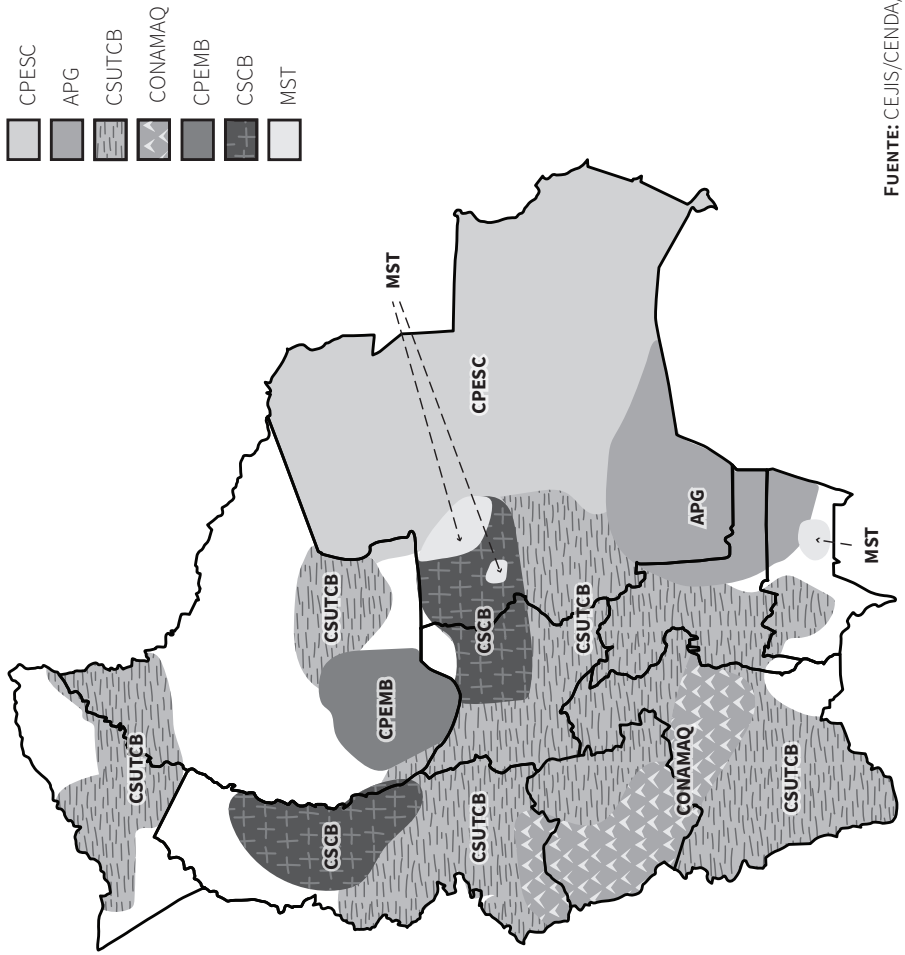 CPESC
APG
CSUTCB
CONAMAQ
CPEMB
CSCB
MST
MST
CPESC
CSUTCB
CSUTCB
CPEMB
CSCB
CSUTCB
APG
MST
CSCB
CSUTCB
CONAMAQ
CSUTCB
FUENTE: CEJIS/CENDA,